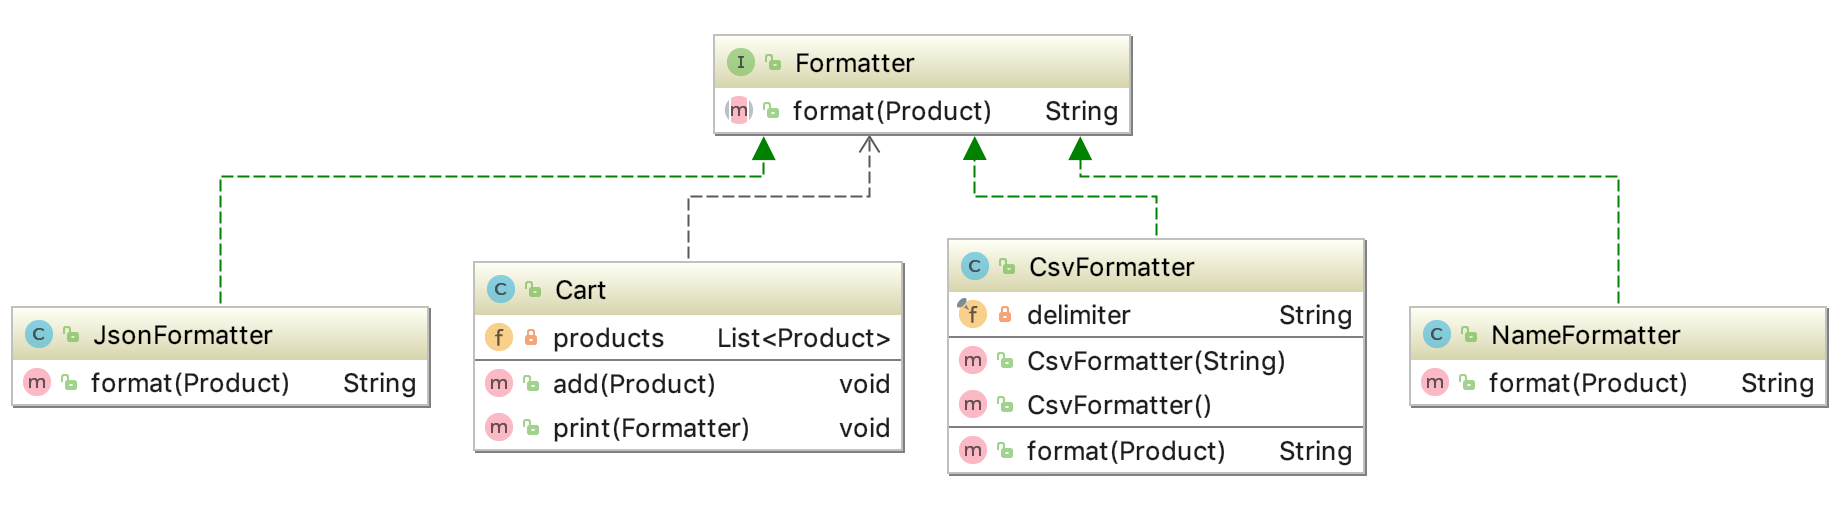 I Formatter
m format(Product) String
C JsonFormatter
m format(Product) String
C Cart
f products List<Product>
m add(Product) void
m print(Formatter) void
C CsvFormatter
f delimiter String
m CsvFormatter(String)
m CsvFormatter()
m format(Product) String
C NameFormatter
m format(Product) String